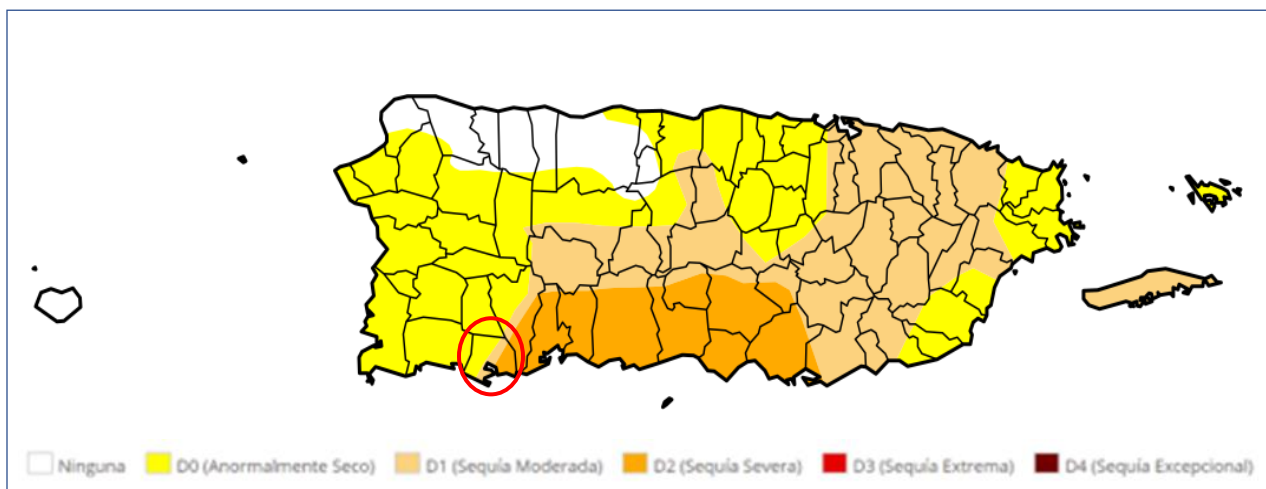 Ninguna D0 (Anormalmente Seco) D1 (Sequía Moderada) D2 (Sequía Severa) D3 (Sequía Extrema) D4 (Sequía Excepcional)